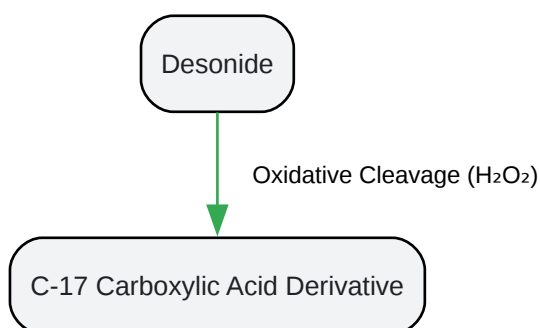 Desonide
Oxidative Cleavage (H₂O₂)
C-17 Carboxylic Acid Derivative